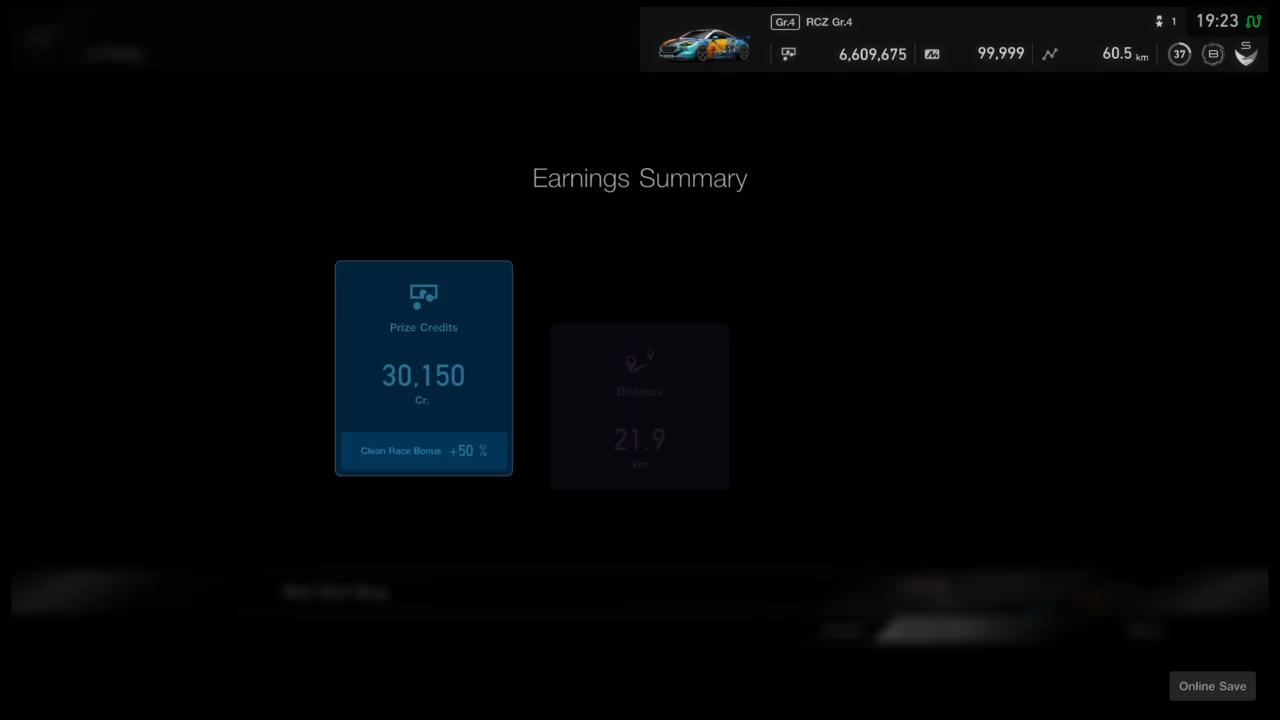 Gr.4 RCZ Gr.4
1 19:23
6,609,675 99,999 60.5 km 37 B S
Earnings Summary
Prize Credits
30,150
Cr.
Clean Race Bonus +50 %
Distance
21.9
km
Online Save